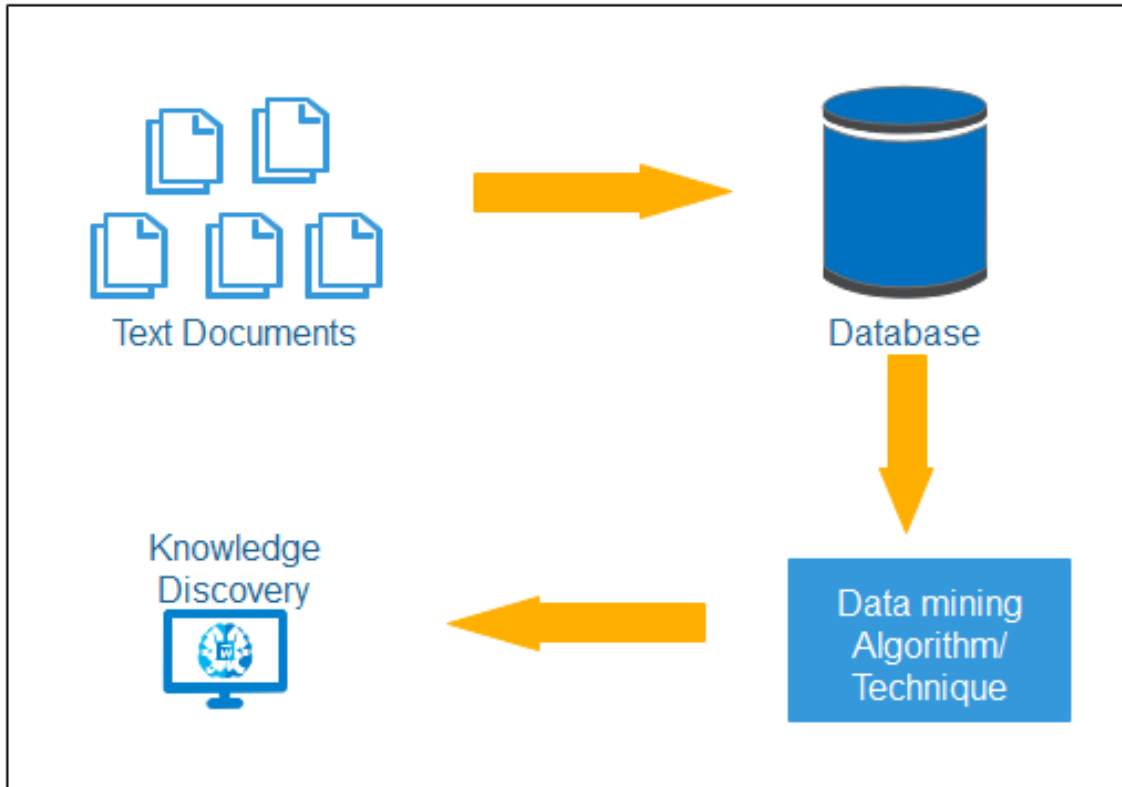 Text Documents
Database
Knowledge
Discovery
W
Data mining
Algorithm/
Technique